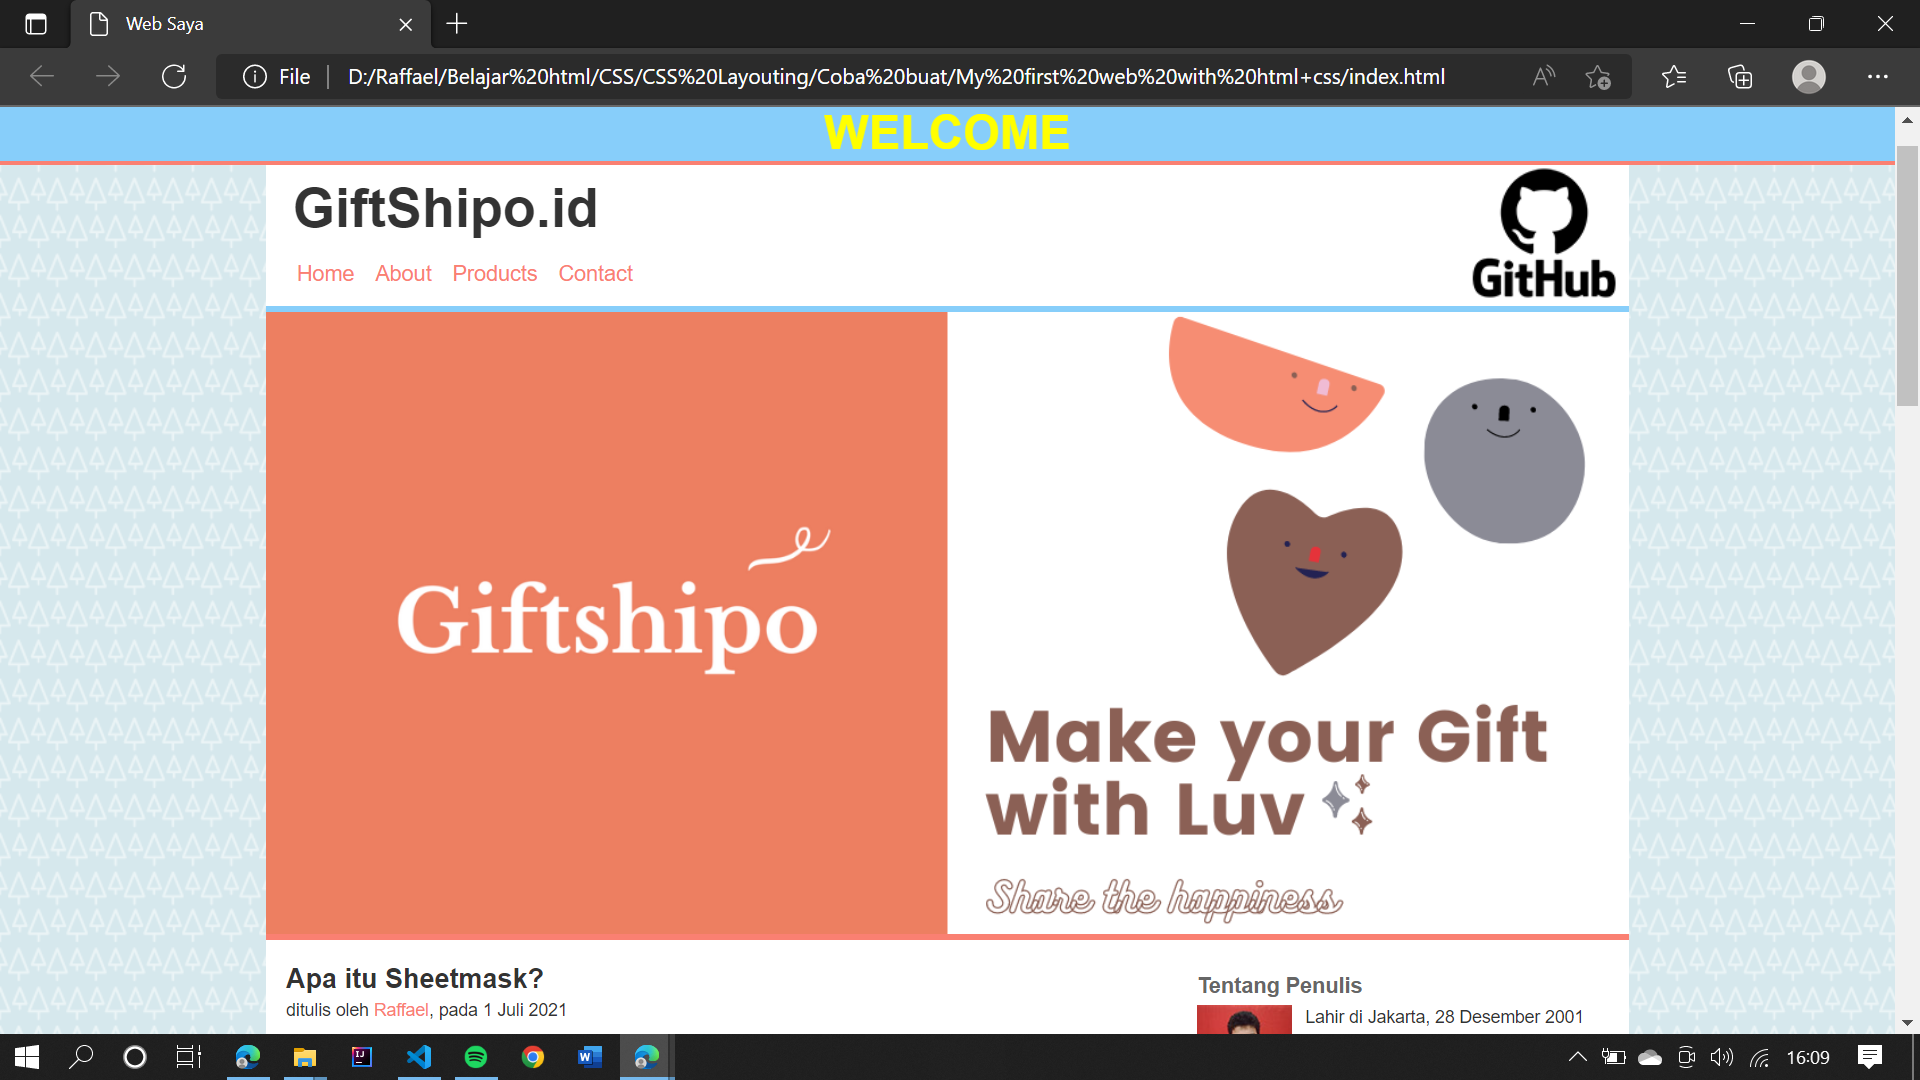 Web Saya
File
D:/Raffael/Belajar%20html/CSS/CSS%20Layouting/Coba%20buat/My%20first%20web%20with%20html+css/index.html
WELCOME
GiftShipo.id
GitHub
Home About Products Contact
Giftshipo
Make your Gift
with Luv
Share the happiness
Apa itu Sheetmask?
ditulis oleh Raffael, pada 1 Juli 2021
Tentang Penulis
Lahir di Jakarta, 28 Desember 2001
16:09